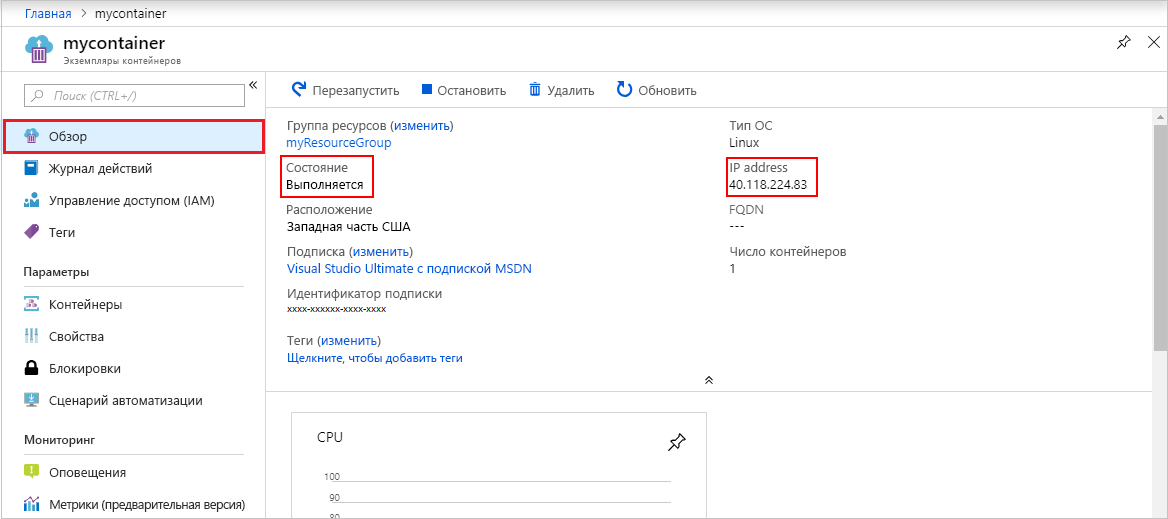 Главная > mycontainer
mycontainer
Экземпляры контейнеров
Поиск (CTRL+/)
«
Обзор
Журнал действий
Управление доступом (IAM)
Теги
Параметры
Контейнеры
Свойства
Блокировки
Сценарий автоматизации
Мониторинг
Оповещения
Метрики (предварительная версия)
Перезапустить Остановить Удалить Обновить
Группа ресурсов (изменить)
myResourceGroup
Состояние
Выполняется
Расположение
Западная часть США
Подписка (изменить)
Visual Studio Ultimate с подпиской MSDN
Идентификатор подписки
xxxx-xxxxxx-xxxx-xxxx
Теги (изменить)
Щелкните, чтобы добавить теги
Тип ОС
Linux
IP address
40.118.224.83
FQDN
---
Число контейнеров
1
CPU
100
90
80